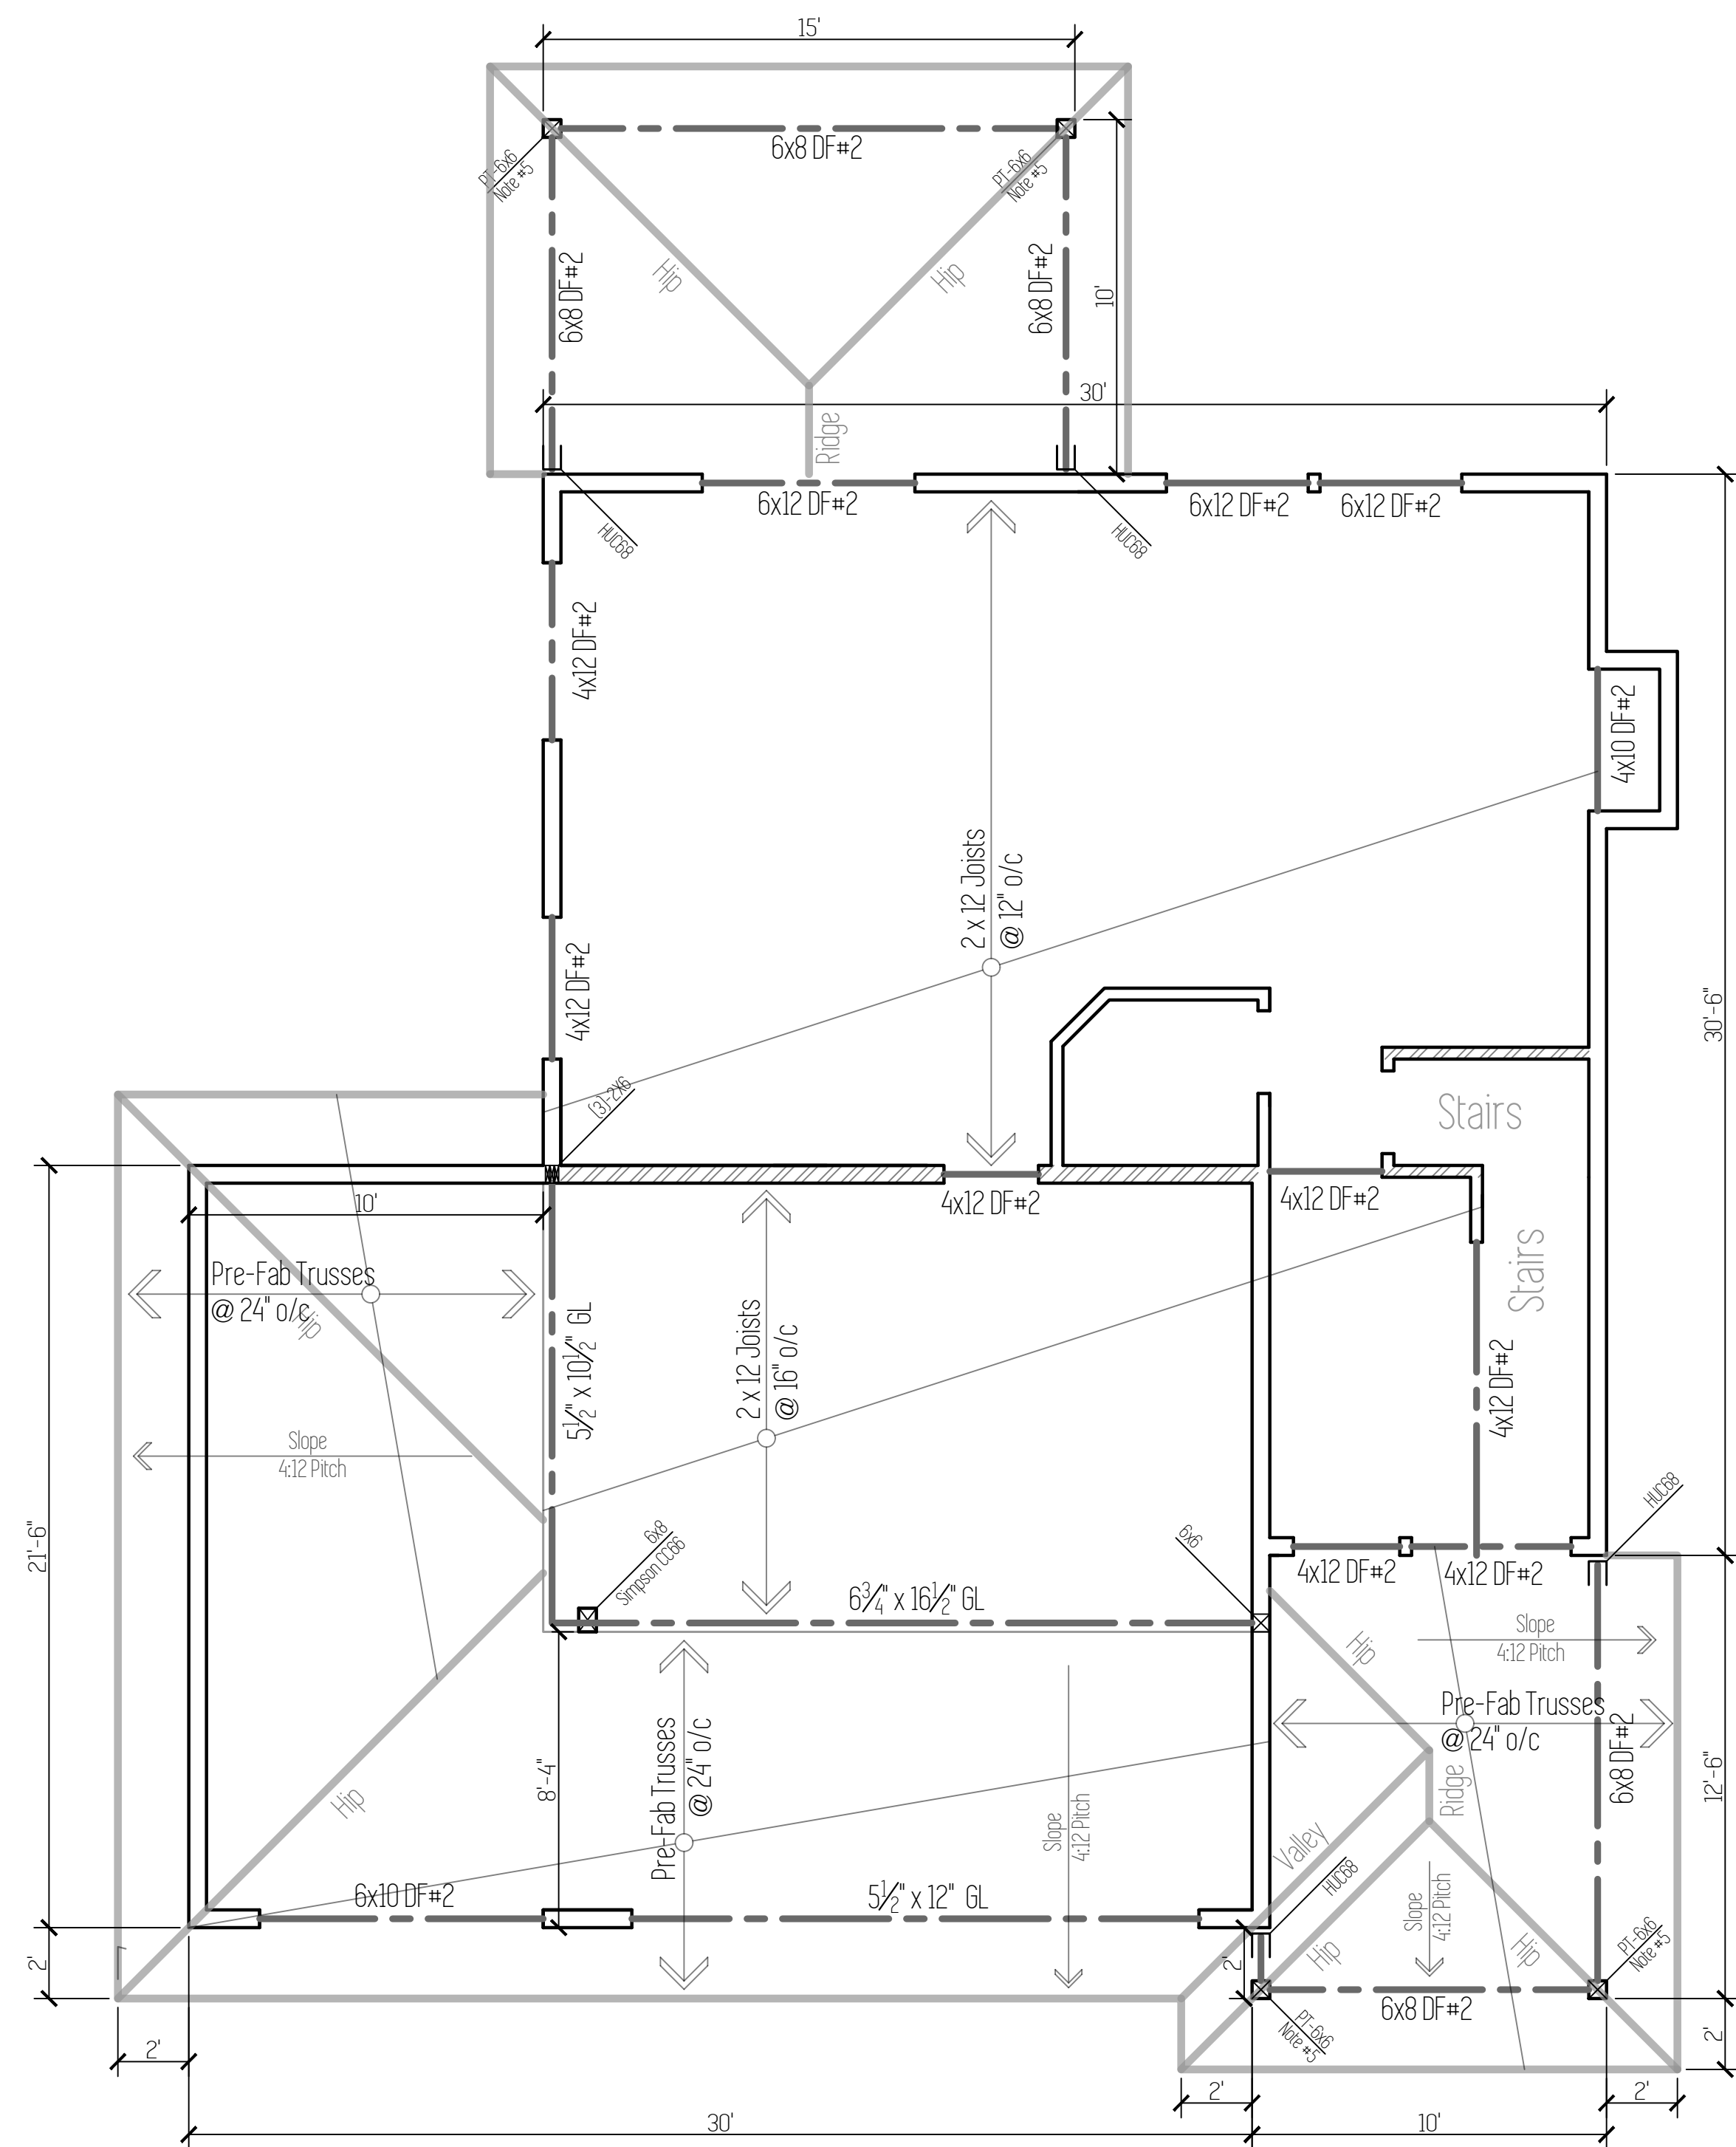 15'
6x8 DF#2
PT-6x6
Note #5
PT-6x6
Note #5
6x8 DF#2
Hip
Hip
6x8 DF#2
10'
30'
Ridge
6x12 DF#2
6x12 DF#2
6x12 DF#2
HUC68
HUC68
4x12 DF#2
4x10 DF#2
2 x 12 Joists
@ 12" o/c
4x12 DF#2
30'-6"
(3)-2X6
Stairs
10'
4x12 DF#2
4x12 DF#2
Pre-Fab Trusses
@ 24" o/c
Hip
Stairs
5½" x 10½" GL
2 x 12 Joists
@ 16" o/c
4x12 DF#2
Slope
4:12 Pitch
HUC68
21'-6"
6x8
Simpson CC66
6x6
6¾" x 16½" GL
4x12 DF#2
4x12 DF#2
Slope
4:12 Pitch
Hip
Pre-Fab Trusses
@ 24" o/c
6x8 DF#2
Ridge
12'-6"
8'-4"
Pre-Fab Trusses
@ 24" o/c
Hip
Slope
4:12 Pitch
Valley
HUC68
6x10 DF#2
5½" x 12" GL
Slope
4:12 Pitch
Hip
Hip
PT-6x6
Note #5
2'
2'
6x8 DF#2
PT-6x6
Note #5
2'
2'
2'
2'
30'
10'